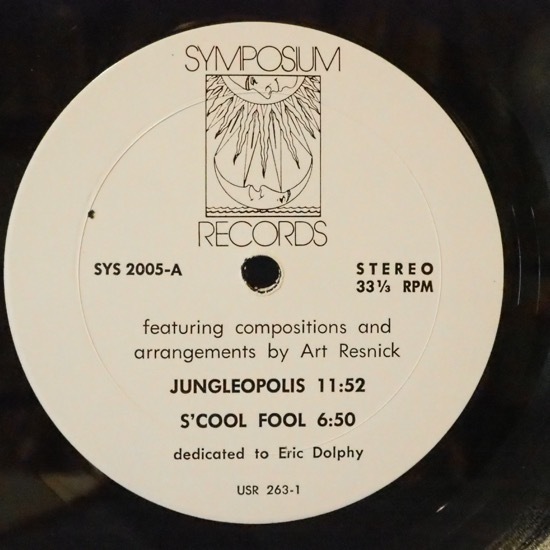 SYMPOSIUM
RECORDS
SYS 2005-A
STEREO
33⅓ RPM
featuring compositions and
arrangements by Art Resnick
JUNGLEOPOLIS 11:52
S'COOL FOOL 6:50
dedicated to Eric Dolphy
USR 263-1